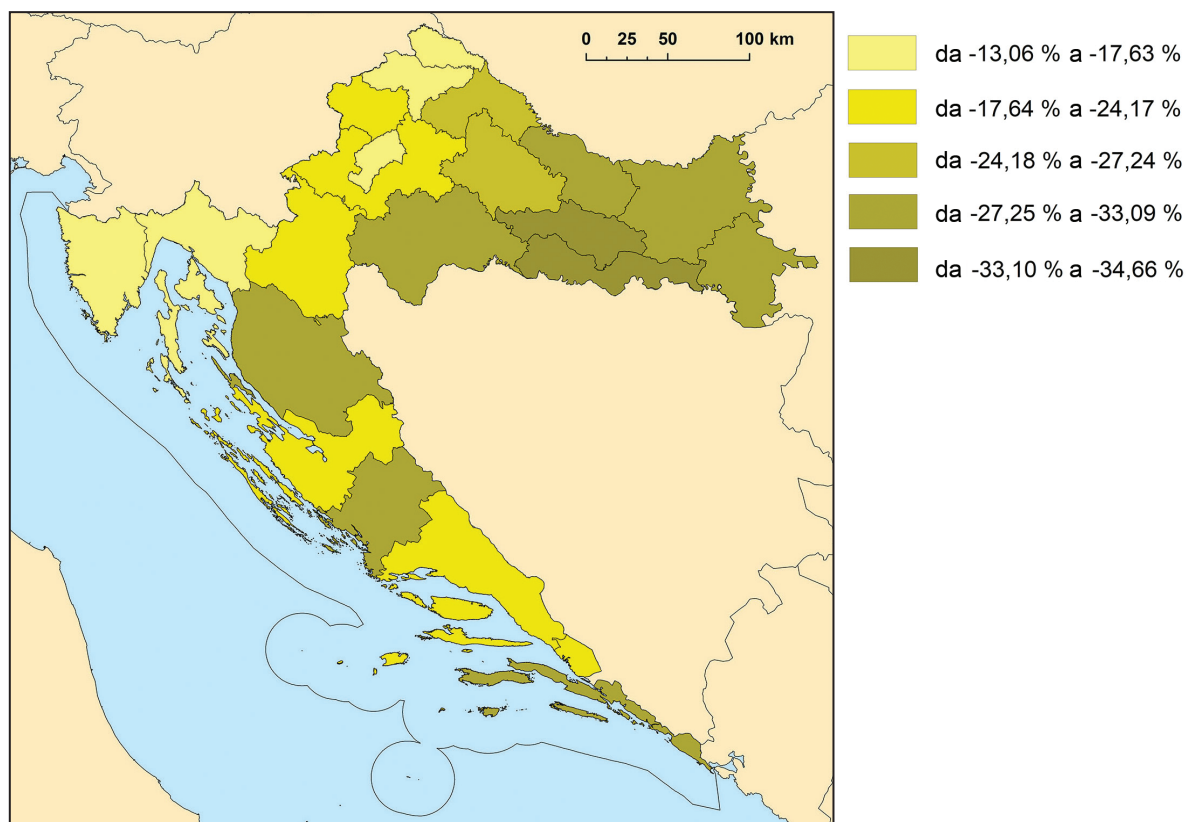 0 25 50 100 km
da -13,06 % a -17,63 %
da -17,64 % a -24,17 %
da -24,18 % a -27,24 %
da -27,25 % a -33,09 %
da -33,10 % a -34,66 %